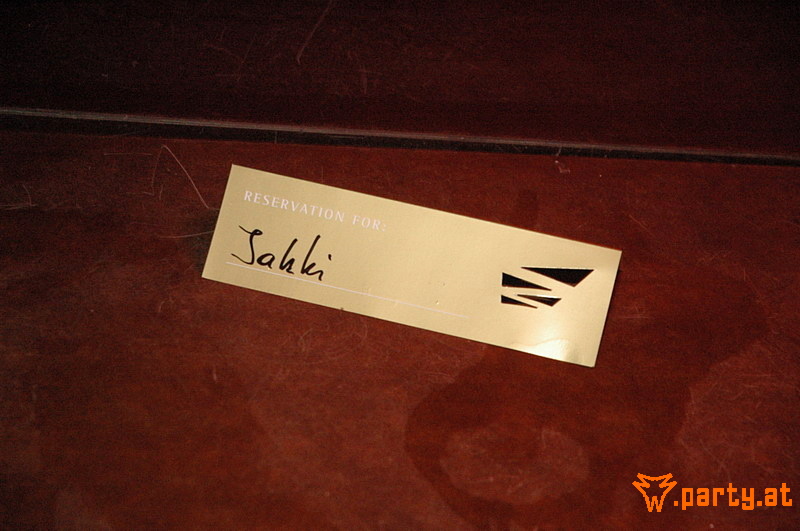 RESERVATION FOR:
Jakki
.party.at